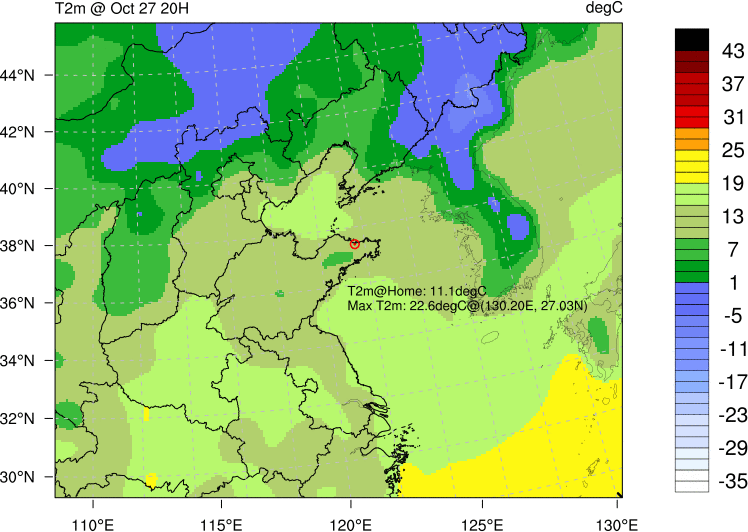 T2m @ Oct 27 20H
degC
44°N
42°N
40°N
38°N
36°N
34°N
32°N
30°N
110°E
115°E
120°E
125°E
130°E
T2m@Home: 11.1degC
Max T2m: 22.6degC@(130.20E, 27.03N)
43
37
31
25
19
13
7
1
-5
-11
-17
-23
-29
-35